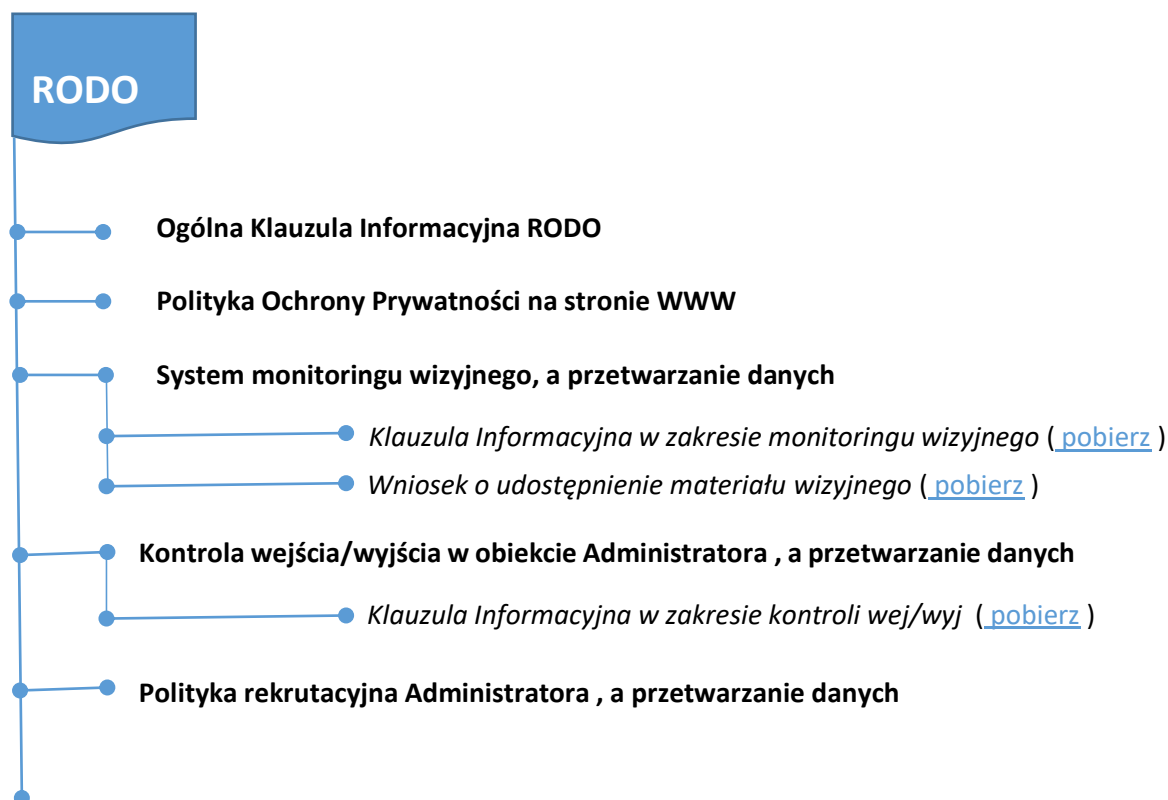 RODO
Ogólna Klauzula Informacyjna RODO
Polityka Ochrony Prywatności na stronie WWW
System monitoringu wizyjnego, a przetwarzanie danych
Klauzula Informacyjna w zakresie monitoringu wizyjnego ( pobierz )
Wniosek o udostępnienie materiału wizyjnego ( pobierz )
Kontrola wejścia/wyjścia w obiekcie Administratora , a przetwarzanie danych
Klauzula Informacyjna w zakresie kontroli wej/wyj ( pobierz )
Polityka rekrutacyjna Administratora , a przetwarzanie danych